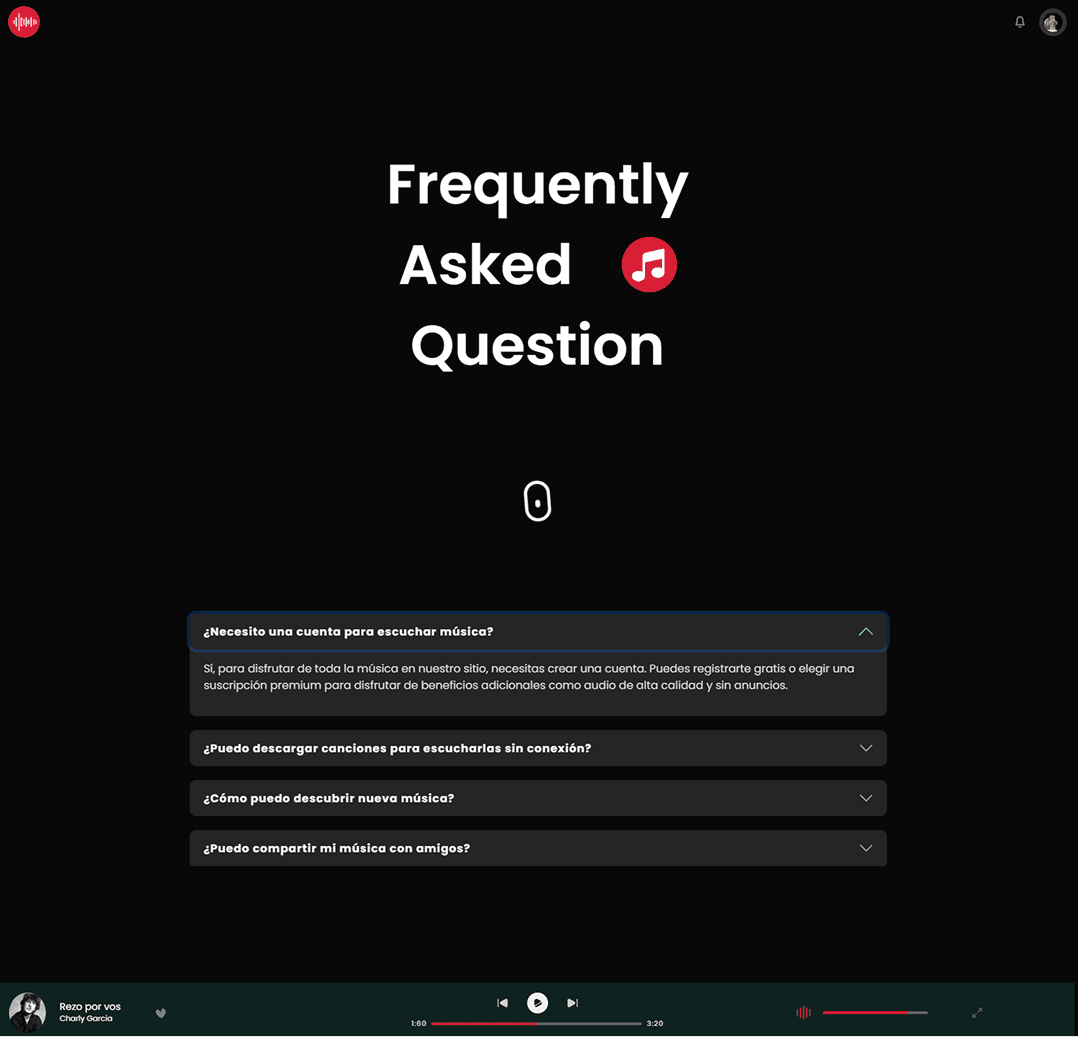 Frequently
Asked
Question
¿Necesito una cuenta para escuchar música?
Sí, para disfrutar de toda la música en nuestro sitio, necesitas crear una cuenta. Puedes registrarte gratis o elegir una
suscripción premium para disfrutar de beneficios adicionales como audio de alta calidad y sin anuncios.
¿Puedo descargar canciones para escucharlas sin conexión?
¿Cómo puedo descubrir nueva música?
¿Puedo compartir mi música con amigos?
Rezo por vos
Charly Garcia
1:60
3:20